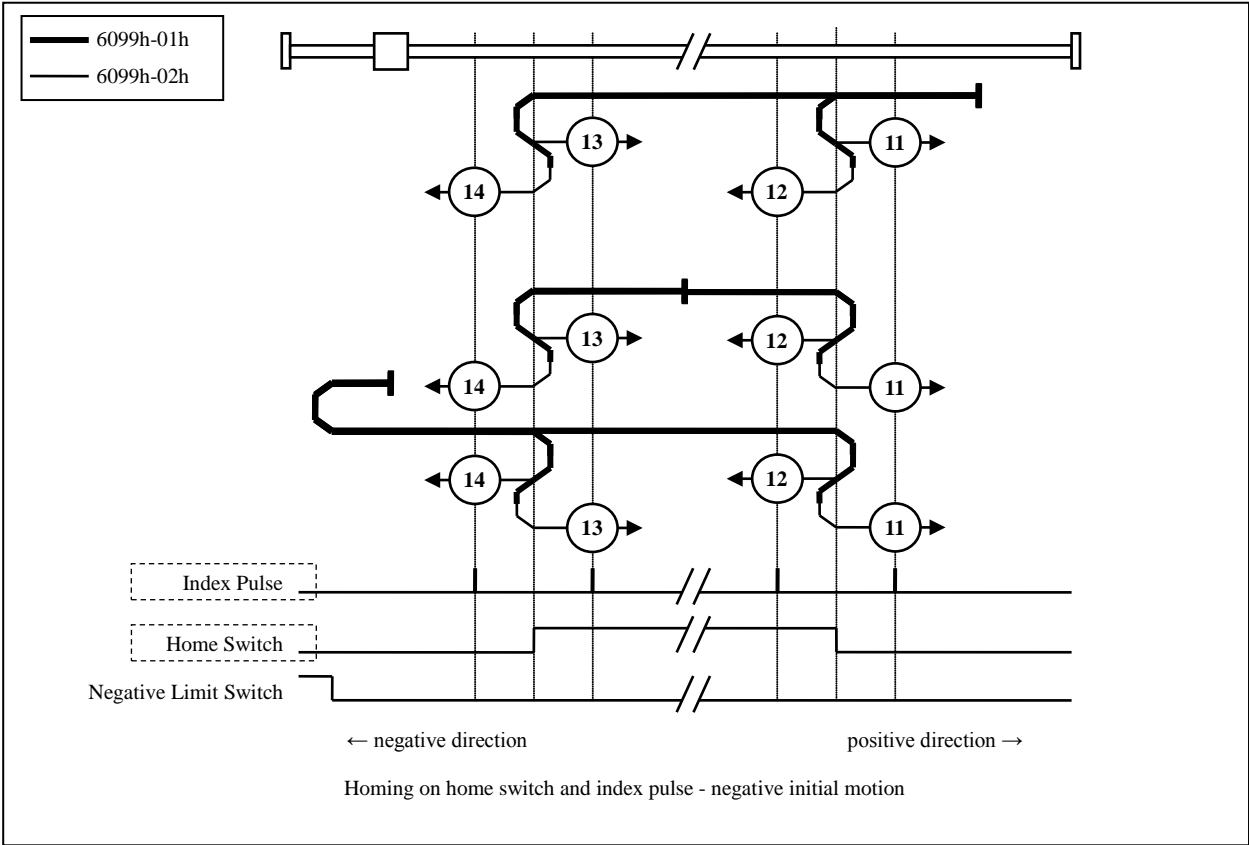 6099h-01h
6099h-02h
13
11
14
12
13
12
14
11
14
12
13
11
Index Pulse
Home Switch
Negative Limit Switch
← negative direction
positive direction →
Homing on home switch and index pulse - negative initial motion